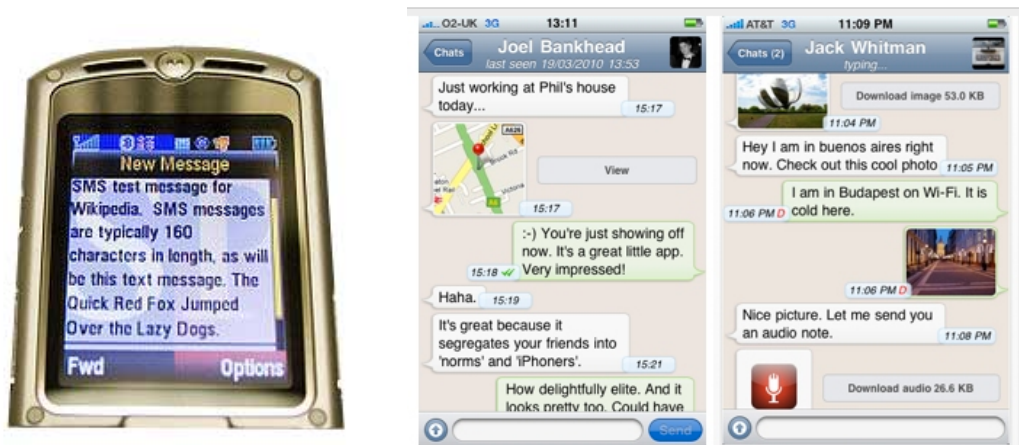 New Message
SMS test message for
Wikipedia. SMS messages
are typically 160
characters in length, as will
be this text message. The
Quick Red Fox Jumped
Over the Lazy Dogs.
Fwd Options
O2-UK 3G 13:11
Chats Joel Bankhead
last seen 19/03/2010 13:53
Just working at Phil's house
today... 15:17
A626
Bruck Rd
Victoria
A6
View
15:17
:-) You're just showing off
now. It's a great little app.
15:18 Very impressed!
Haha. 15:19
It's great because it
segregates your friends into
'norms' and 'iPhoners'. 15:21
How delightfully elite. And it
looks pretty too. Could have
Send
AT&T 3G 11:09 PM
Chats (2) Jack Whitman
typing...
Download image 53.0 KB
11:04 PM
Hey I am in buenos aires right
now. Check out this cool photo 11:05 PM
I am in Budapest on Wi-Fi. It is
11:06 PM D cold here.
11:06 PM D
Nice picture. Let me send you
an audio note. 11:08 PM
Download audio 26.6 KB